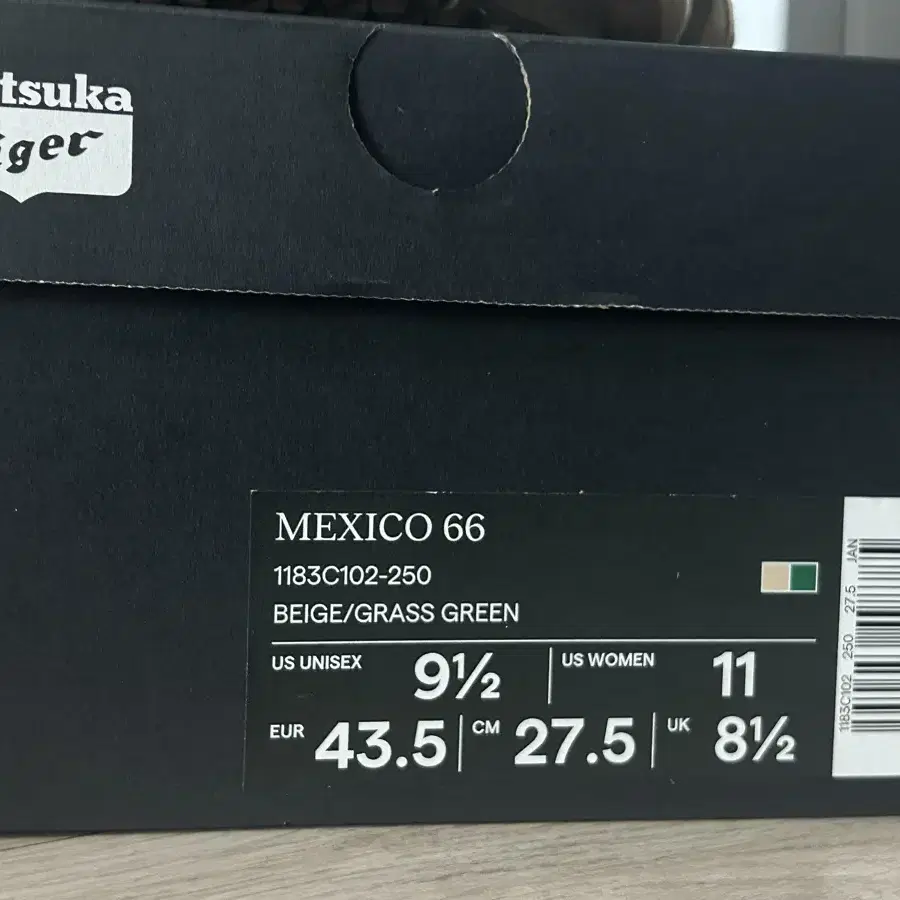 tsuka
iger
MEXICO 66
1183C102-250
BEIGE/GRASS GREEN
US UNISEX 9½ US WOMEN 11
EUR 43.5 CM 27.5 UK 8½
1183C102 250 27.5 JAN